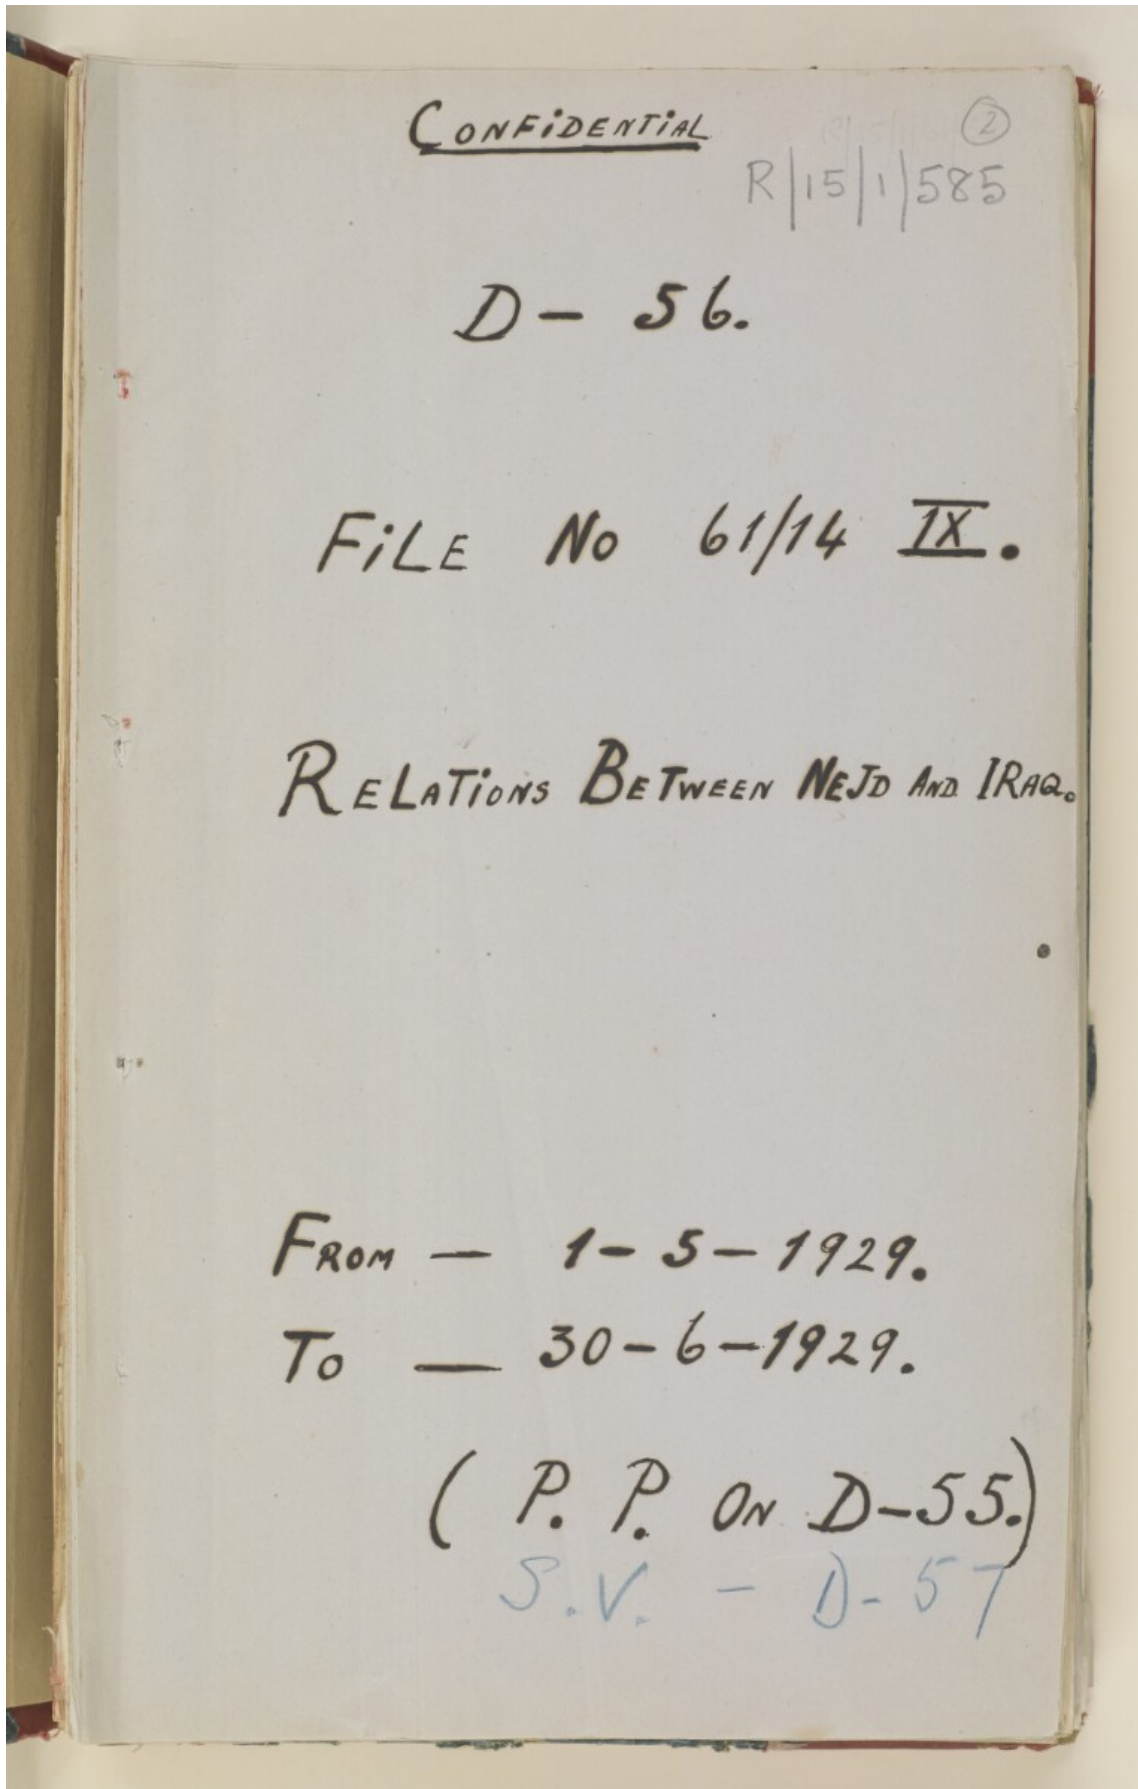 CONFiDENTiAL
2
R/15/1/585
D - 56.
FiLE No 61/14 IX.
RELATiONS BETWEEN NEJD AND IRAQ.
FROM — 1 - 5 - 1929.
To — 30 - 6 - 1929.
( P. P. ON D-55.)
S.V. - D-57